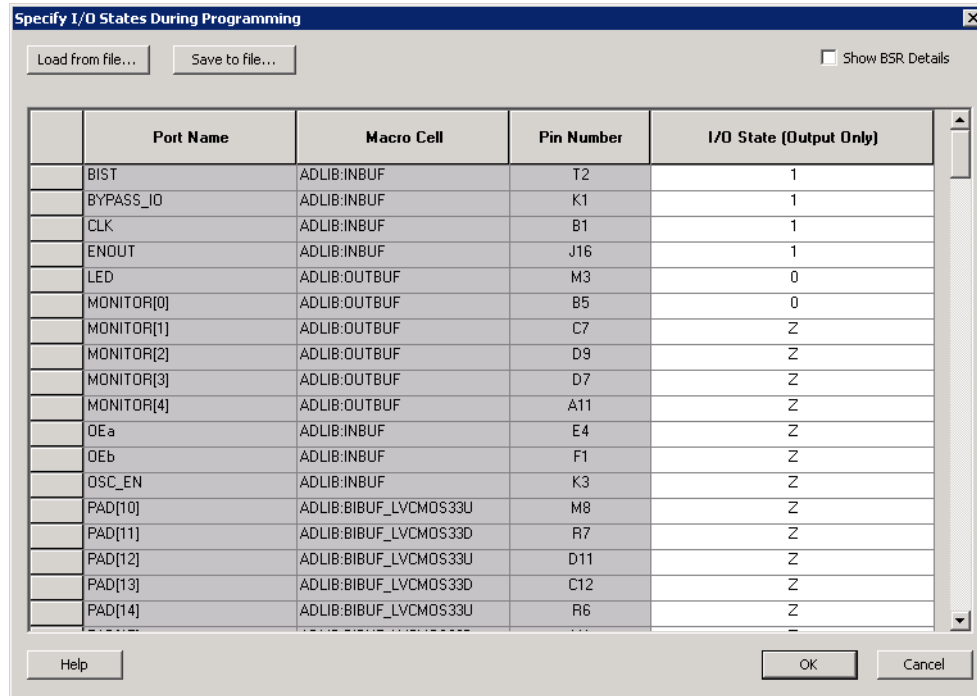 Specify I/O States During Programming
Load from file... Save to file... Show BSR Details
Port Name Macro Cell Pin Number I/O State (Output Only)
BIST ADLIB:INBUF T2 1
BYPASS_IO ADLIB:INBUF K1 1
CLK ADLIB:INBUF B1 1
ENOUT ADLIB:INBUF J16 1
LED ADLIB:OUTBUF M3 0
MONITOR[0] ADLIB:OUTBUF B5 0
MONITOR[1] ADLIB:OUTBUF C7 Z
MONITOR[2] ADLIB:OUTBUF D9 Z
MONITOR[3] ADLIB:OUTBUF D7 Z
MONITOR[4] ADLIB:OUTBUF A11 Z
OEa ADLIB:INBUF E4 Z
OEb ADLIB:INBUF F1 Z
OSC_EN ADLIB:INBUF K3 Z
PAD[10] ADLIB:BIBUF_LVCMOS33U M8 Z
PAD[11] ADLIB:BIBUF_LVCMOS33D R7 Z
PAD[12] ADLIB:BIBUF_LVCMOS33U D11 Z
PAD[13] ADLIB:BIBUF_LVCMOS33D C12 Z
PAD[14] ADLIB:BIBUF_LVCMOS33U R6 Z
Help OK Cancel